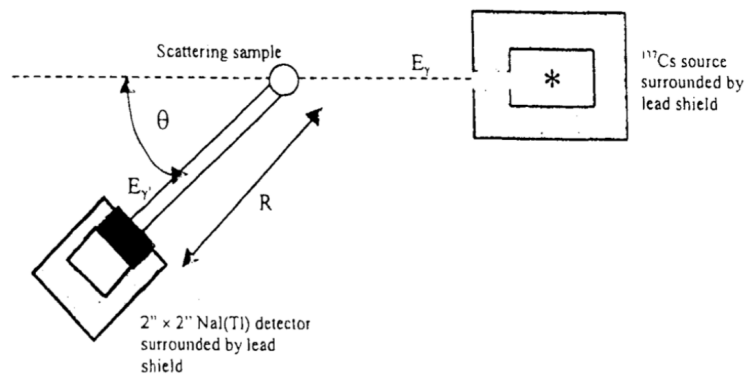 Scattering sample
Eγ
¹³⁷Cs source
surrounded by
lead shield
*
θ
Eγ'
R
2" × 2" NaI(Tl) detector
surrounded by lead
shield